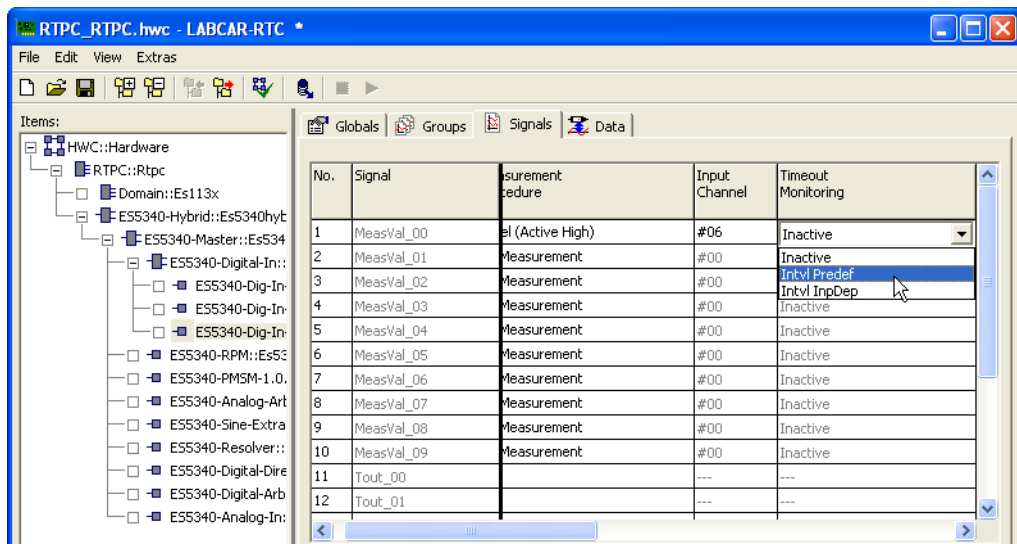 RTPC_RTPC.hwc - LABCAR-RTC *
File Edit View Extras
Items:
HWC::Hardware
RTPC::Rtpc
Domain::Es113x
ES5340-Hybrid::Es5340hyb
ES5340-Master::Es534
ES5340-Digital-In::
ES5340-Dig-In-
ES5340-Dig-In-
ES5340-Dig-In-
ES5340-RPM::Es53
ES5340-PMSM-1.0.
ES5340-Analog-Arb
ES5340-Sine-Extra
ES5340-Resolver::
ES5340-Digital-Dire
ES5340-Digital-Arb
ES5340-Analog-In:
Globals Groups Signals Data
No. Signal surement Input Timeout
cedure Channel Monitoring
1 MeasVal_00 el (Active High) #06 Inactive
2 MeasVal_01 Measurement #00 Inactive
3 MeasVal_02 Measurement #00 Intvl Predef
Intvl InpDep
4 MeasVal_03 Measurement #00 Inactive
5 MeasVal_04 Measurement #00 Inactive
6 MeasVal_05 Measurement #00 Inactive
7 MeasVal_06 Measurement #00 Inactive
8 MeasVal_07 Measurement #00 Inactive
9 MeasVal_08 Measurement #00 Inactive
10 MeasVal_09 Measurement #00 Inactive
11 Tout_00 --- ---
12 Tout_01 --- ---